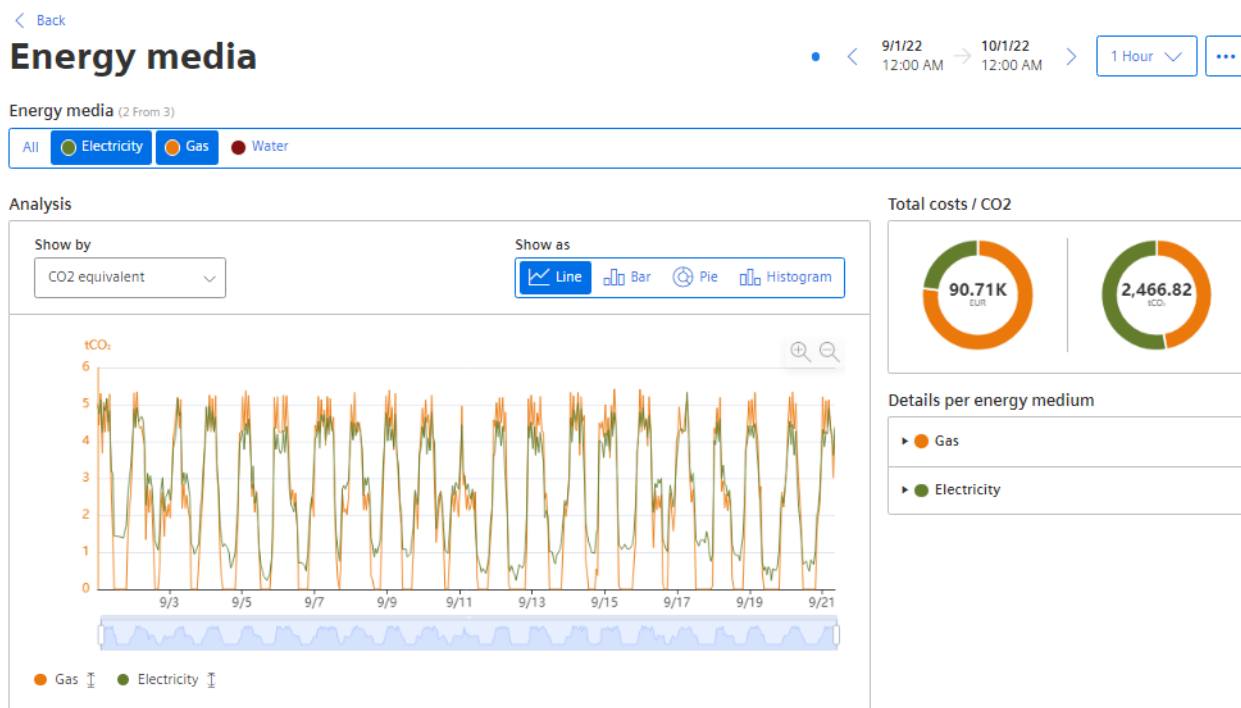 Back
Energy media
9/1/22 12:00 AM
10/1/22 12:00 AM
1 Hour
Energy media (2 From 3)
All Electricity Gas Water
Analysis
Show by
CO2 equivalent
Show as
Line Bar Pie Histogram
tCO₂
6
5
4
3
2
1
0
9/3 9/5 9/7 9/9 9/11 9/13 9/15 9/17 9/19 9/21
Gas Electricity
Total costs / CO2
90.71K
EUR
2,466.82
tCO₂
Details per energy medium
Gas
Electricity